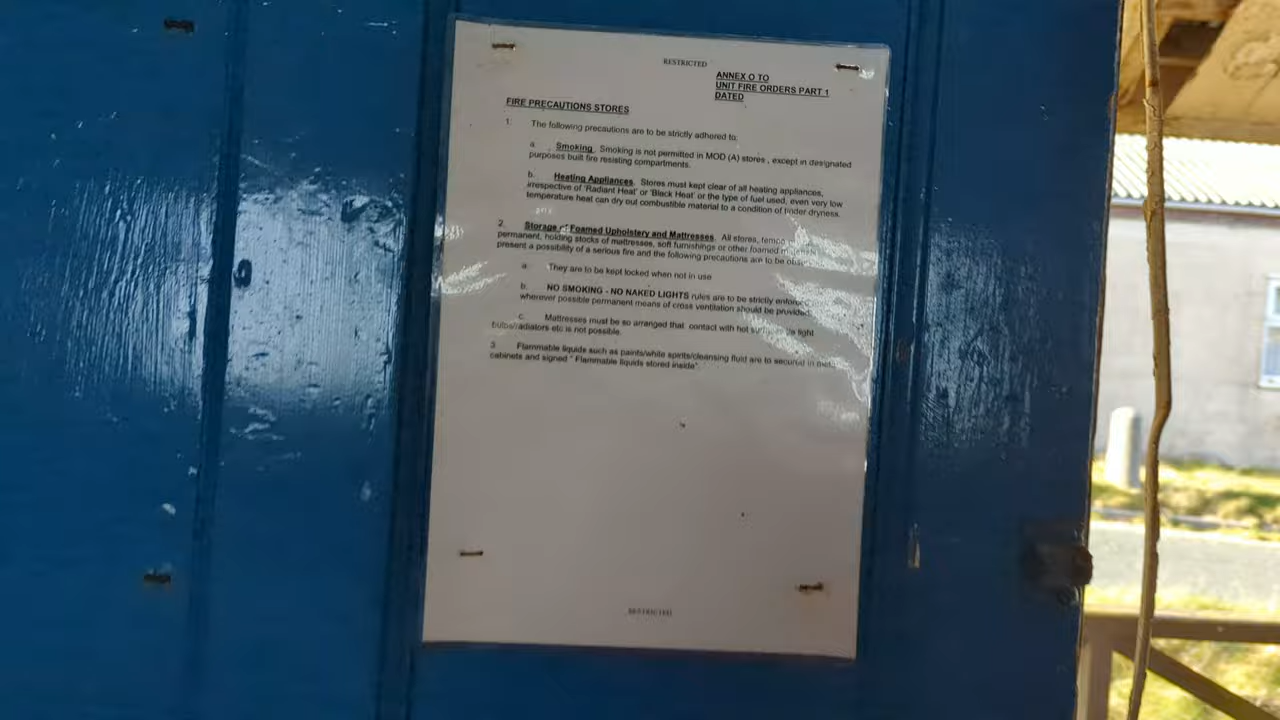 RESTRICTED
ANNEX O TO
UNIT FIRE ORDERS PART 1
DATED
FIRE PRECAUTIONS STORES
1. The following precautions are to be strictly adhered to:
a. Smoking. Smoking is not permitted in MOD (A) stores , except in designated
purposes built fire resisting compartments.
b. Heating Appliances. Stores must kept clear of all heating appliances,
irrespective of 'Radiant Heat' or 'Black Heat' or the type of fuel used, even very low
temperature heat can dry out combustible material to a condition of tinder dryness.
2. Storage of Foamed Upholstery and Mattresses. All stores,
permanent, holding stocks of mattresses, soft furnishings or other foamed
present a possibility of a serious fire and the following precautions are to be
a. They are to be kept locked when not in use
b. NO SMOKING - NO NAKED LIGHTS rules are to be strictly
wherever possible permanent means of cross ventilation should be provided.
c. Mattresses must be so arranged that contact with hot light
bulbs/radiators etc is not possible.
3. Flammable liquids such as paints/white spirits/cleansing fluid are to secured in
cabinets and signed " Flammable liquids stored inside".
RESTRICTED